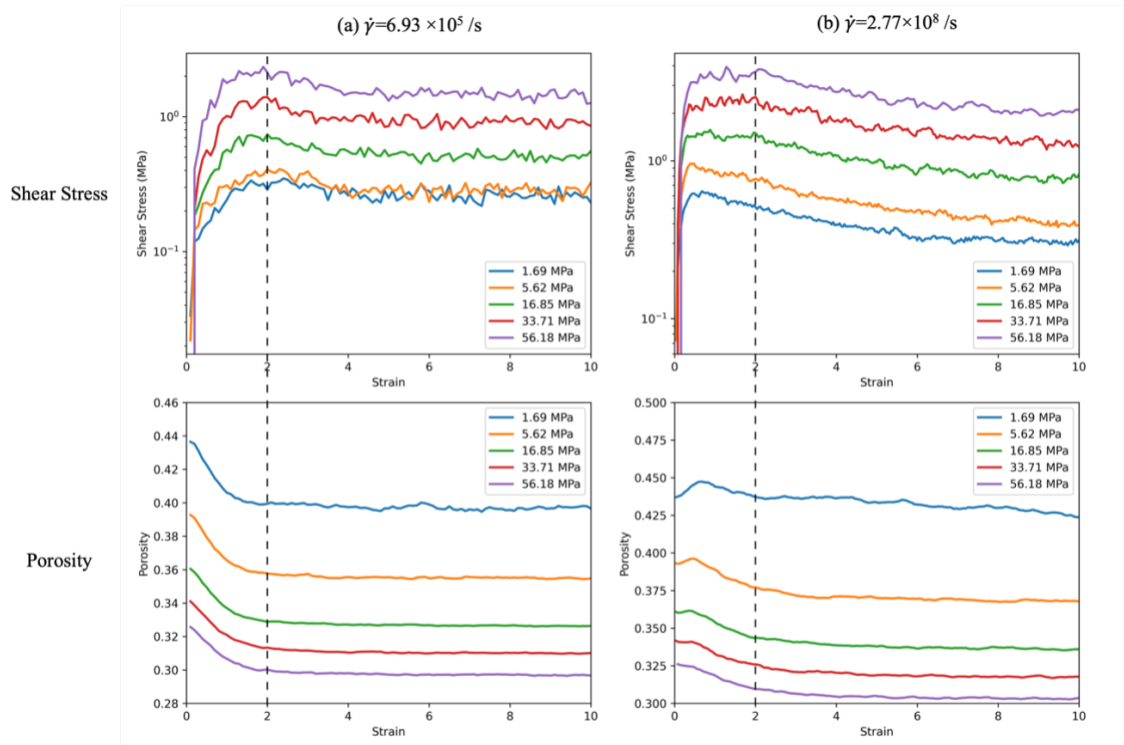 (a) γ̇=6.93 ×10⁵ /s
(b) γ̇=2.77×10⁸ /s
Shear Stress
Shear Stress (MPa)
10⁰
10⁻¹
1.69 MPa
5.62 MPa
16.85 MPa
33.71 MPa
56.18 MPa
0 2 4 6 8 10
Strain
Shear Stress (MPa)
10⁰
10⁻¹
1.69 MPa
5.62 MPa
16.85 MPa
33.71 MPa
56.18 MPa
0 2 4 6 8 10
Strain
Porosity
Porosity
0.46
0.44
0.42
0.40
0.38
0.36
0.34
0.32
0.30
0.28
1.69 MPa
5.62 MPa
16.85 MPa
33.71 MPa
56.18 MPa
0 2 4 6 8 10
Strain
Porosity
0.500
0.475
0.450
0.425
0.400
0.375
0.350
0.325
0.300
1.69 MPa
5.62 MPa
16.85 MPa
33.71 MPa
56.18 MPa
0 2 4 6 8 10
Strain